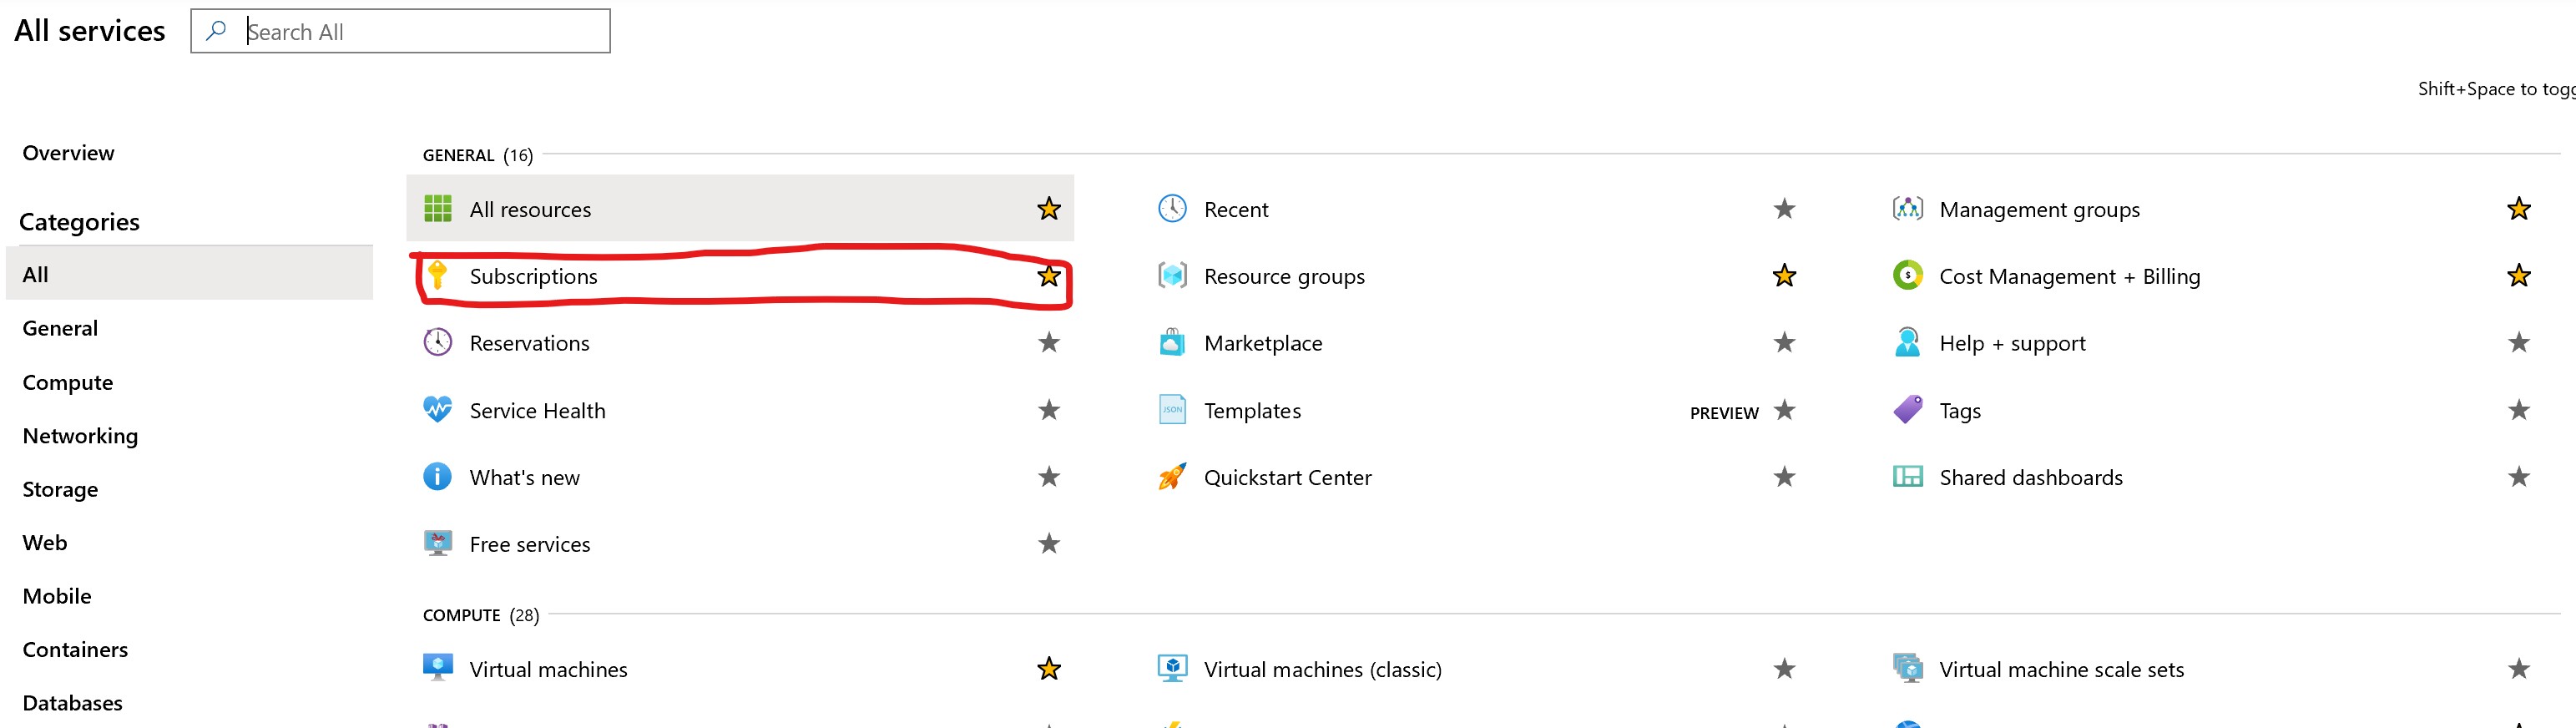 All services
Search All
Shift+Space to togg
Overview
Categories
All
General
Compute
Networking
Storage
Web
Mobile
Containers
Databases
GENERAL (16)
All resources
Recent
Management groups
Subscriptions
Resource groups
$
Cost Management + Billing
Reservations
Marketplace
Help + support
Service Health
JSON
Templates
PREVIEW
Tags
i
What's new
Quickstart Center
Shared dashboards
Free services
COMPUTE (28)
Virtual machines
Virtual machines (classic)
Virtual machine scale sets